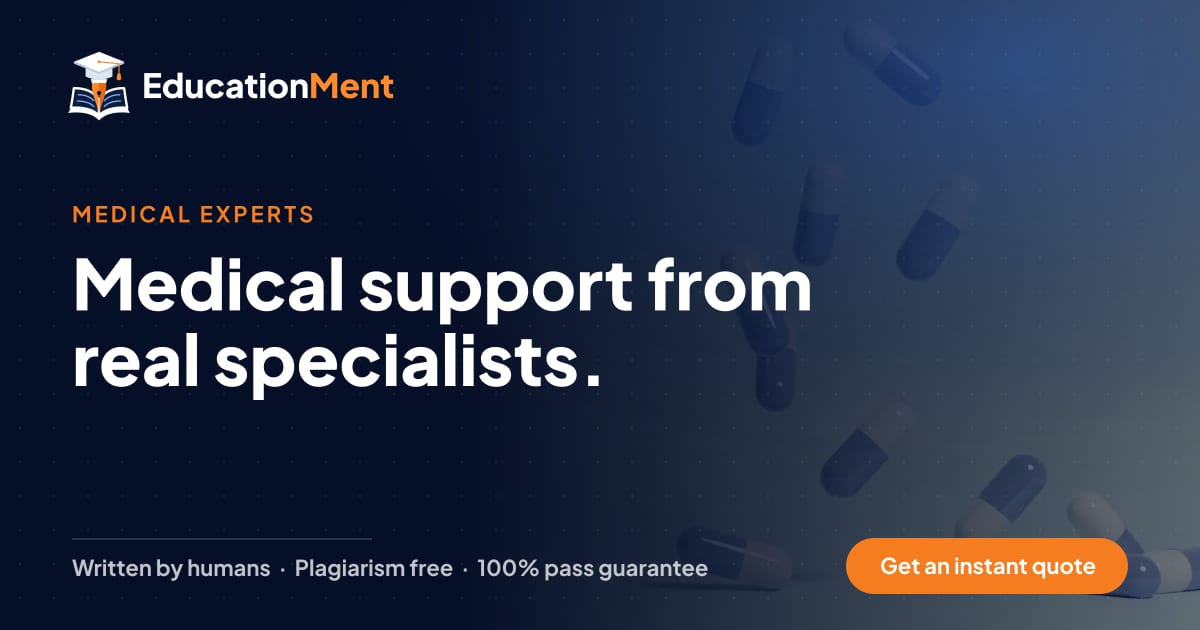 EducationMent
MEDICAL EXPERTS
Medical support from
real specialists.
Written by humans · Plagiarism free · 100% pass guarantee
Get an instant quote